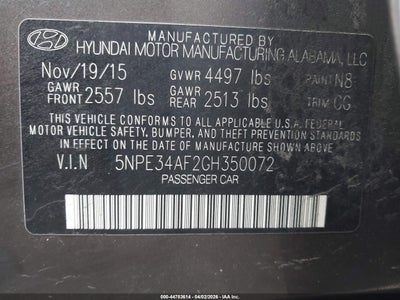 MANUFACTURED BY
HYUNDAI MOTOR MANUFACTURING ALABAMA, LLC
Nov/19/15 GVWR 4497 lbs PAINT N8
GAWR FRONT 2557 lbs GAWR REAR 2513 lbs TRIM CG
THIS VEHICLE CONFORMS TO ALL APPLICABLE U.S.A. FEDERAL
MOTOR VEHICLE SAFETY, BUMPER, AND THEFT PREVENTION
STANDARDS IN EFFECT ON THE DATE OF MANUFACTURE SHOWN ABOVE.
V.I.N 5NPE34AF2GH350072
PASSENGER CAR
000-44783614 - 04/02/2026 - IAA Inc.